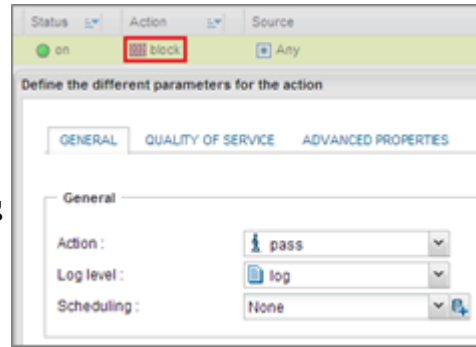 Status Action Source
on block Any
Define the different parameters for the action
GENERAL QUALITY OF SERVICE ADVANCED PROPERTIES
General
Action : pass
Log level : log
Scheduling : None